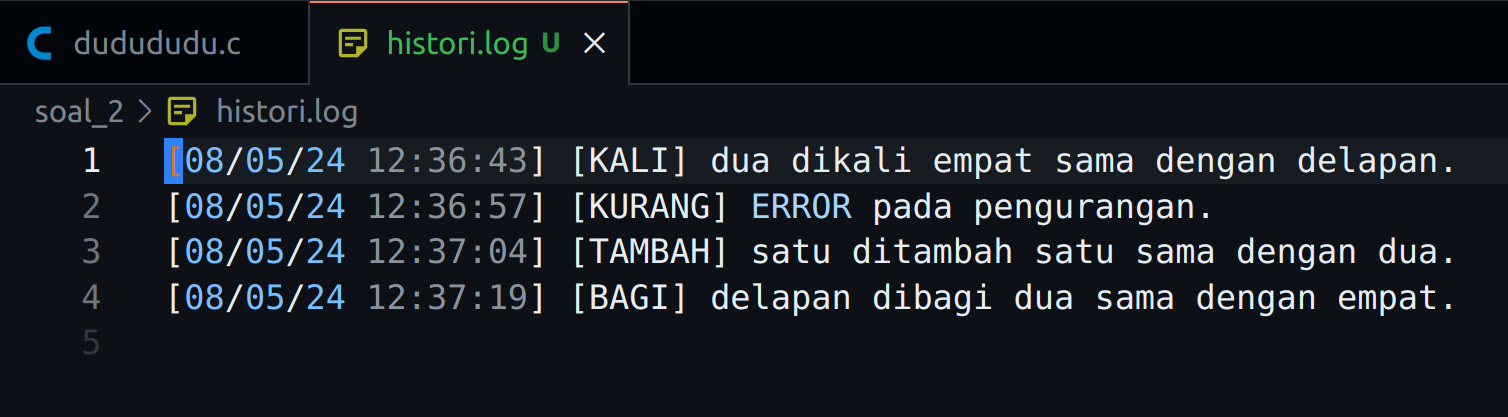 dudududu.c
histori.log U
soal_2 > histori.log
1 [08/05/24 12:36:43] [KALI] dua dikali empat sama dengan delapan.
2 [08/05/24 12:36:57] [KURANG] ERROR pada pengurangan.
3 [08/05/24 12:37:04] [TAMBAH] satu ditambah satu sama dengan dua.
4 [08/05/24 12:37:19] [BAGI] delapan dibagi dua sama dengan empat.
5